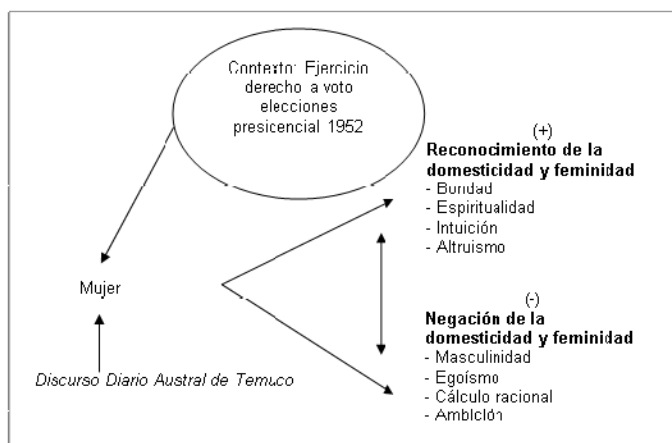 Contexto: Ejercicio
derecho a voto
elecciones
presicencial 1952
(+)
Reconocimiento de la
domesticidad y feminidad
- Bondad
- Espiritualidad
- Intuición
- Altruismo
Mujer
Discurso Diario Austral de Temuco
(-)
Negación de la
domesticidad y feminidad
- Masculinidad
- Egoísmo
- Cálculo racional
- Ambición